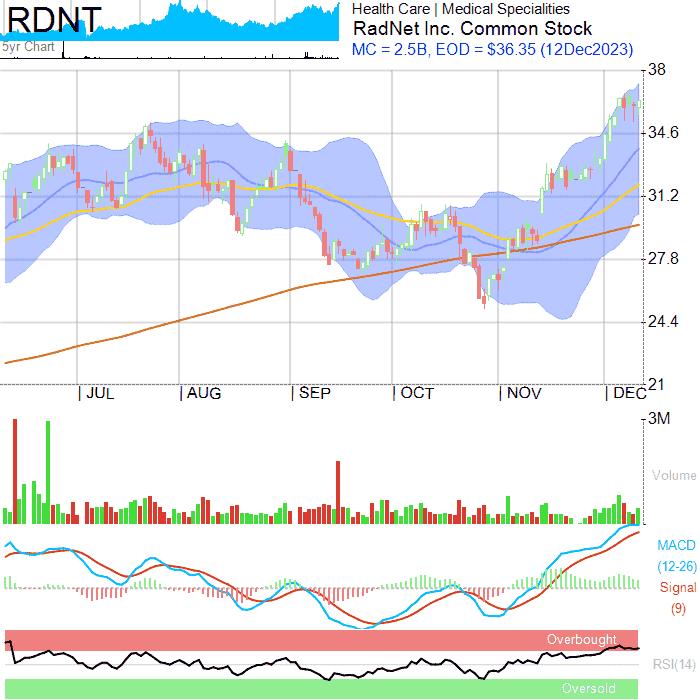 RDNT
5yr Chart
Health Care | Medical Specialities
RadNet Inc. Common Stock
MC = 2.5B, EOD = $36.35 (12Dec2023)
38
34.6
31.2
27.8
24.4
21
| JUL | AUG | SEP | OCT | NOV | DEC
3M
Volume
MACD
(12-26)
Signal
(9)
Overbought
RSI(14)
Oversold